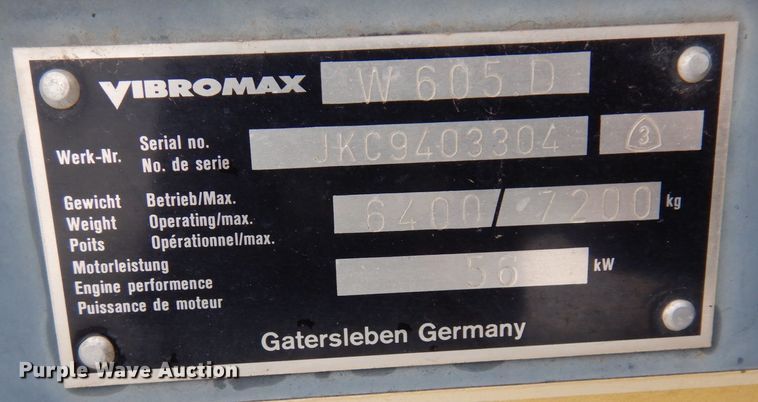 VIBROMAX W 605 D
Werk-Nr. Serial no. No. de serie JKC9403304 3
Gewicht Betrieb/Max.
Weight Operating/max. 6400/7200 kg
Poits Opérationnel/max.
Motorleistung
Engine performence 56 kW
Puissance de moteur
Gatersleben Germany
Purple Wave Auction